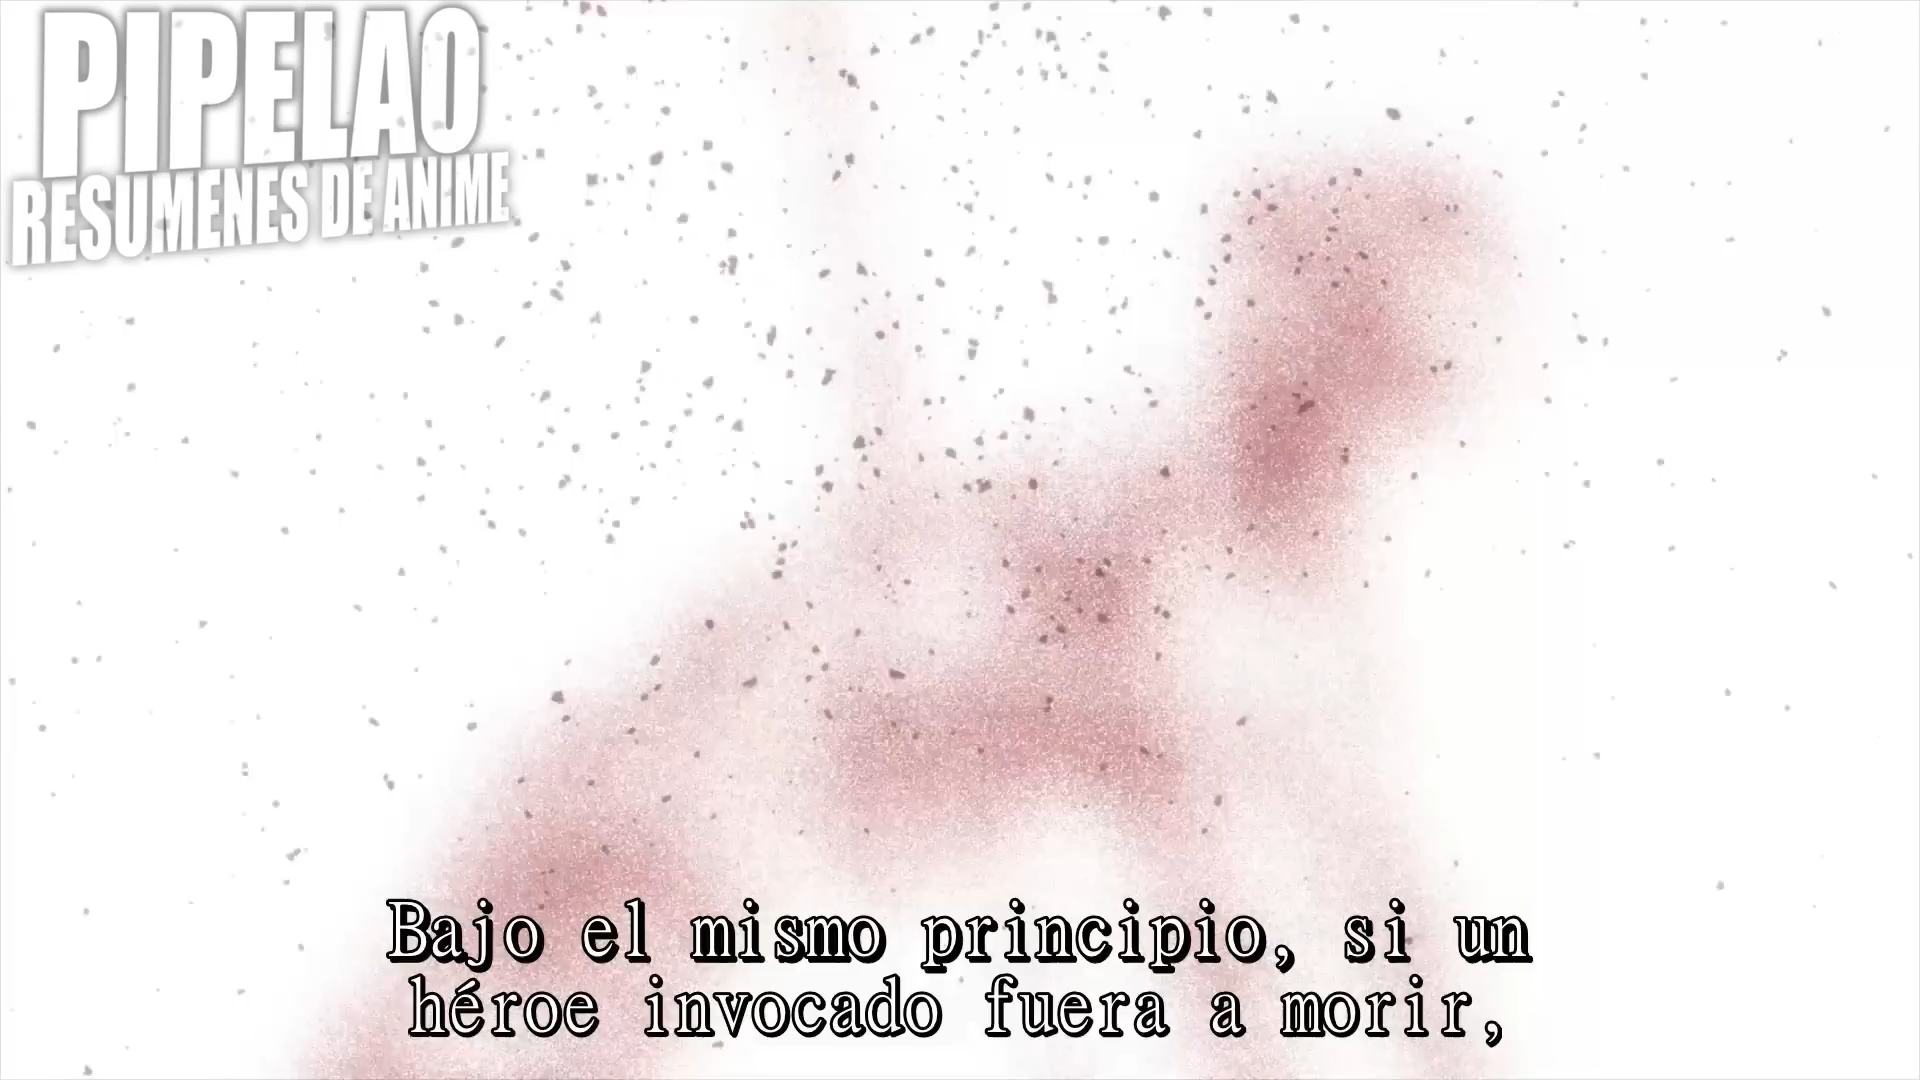 PIPELAO
RESUMENES DE ANIME
Bajo el mismo principio, si un
héroe invocado fuera a morir,